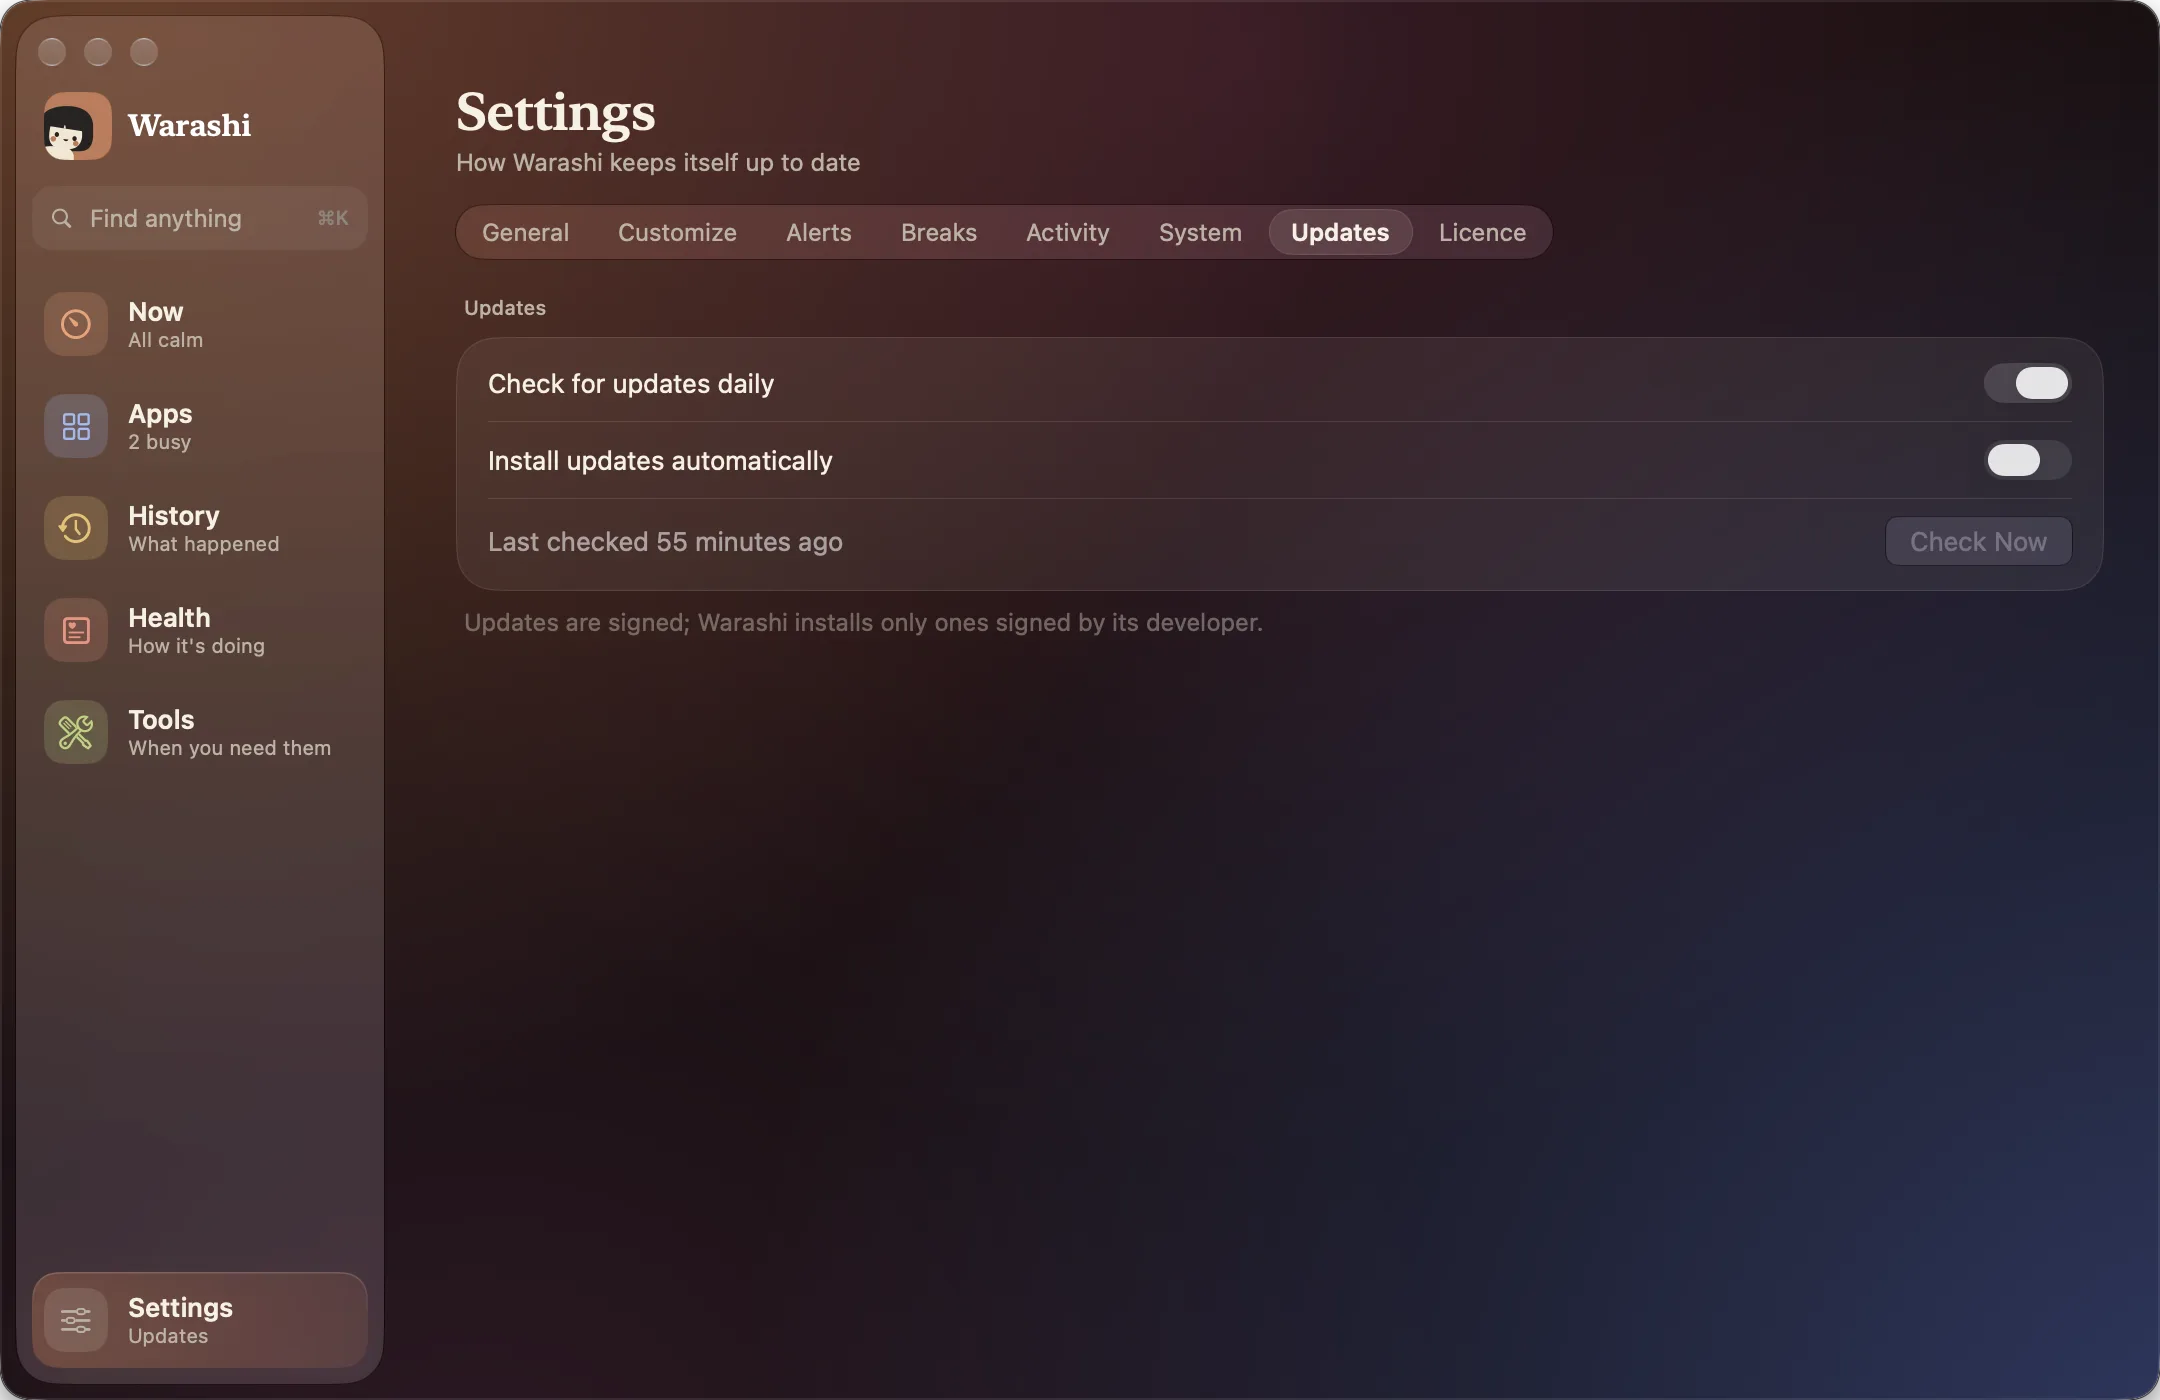 Warashi
Find anything ⌘K
Now
All calm
Apps
2 busy
History
What happened
Health
How it's doing
Tools
When you need them
Settings
Updates
Settings
How Warashi keeps itself up to date
General Customize Alerts Breaks Activity System Updates Licence
Updates
Check for updates daily
Install updates automatically
Last checked 55 minutes ago Check Now
Updates are signed; Warashi installs only ones signed by its developer.